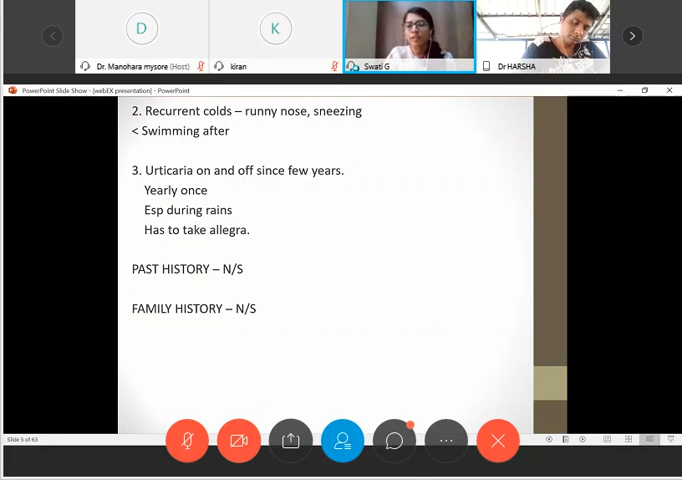 D
K
Dr. Manohara mysore (Host)
kiran
Swati G
Dr HARSHA
PowerPoint Slide Show - [webEX presentation] - PowerPoint
2. Recurrent colds – runny nose, sneezing
< Swimming after
3. Urticaria on and off since few years.
Yearly once
Esp during rains
Has to take allegra.
PAST HISTORY – N/S
FAMILY HISTORY – N/S
Slide 5 of 63